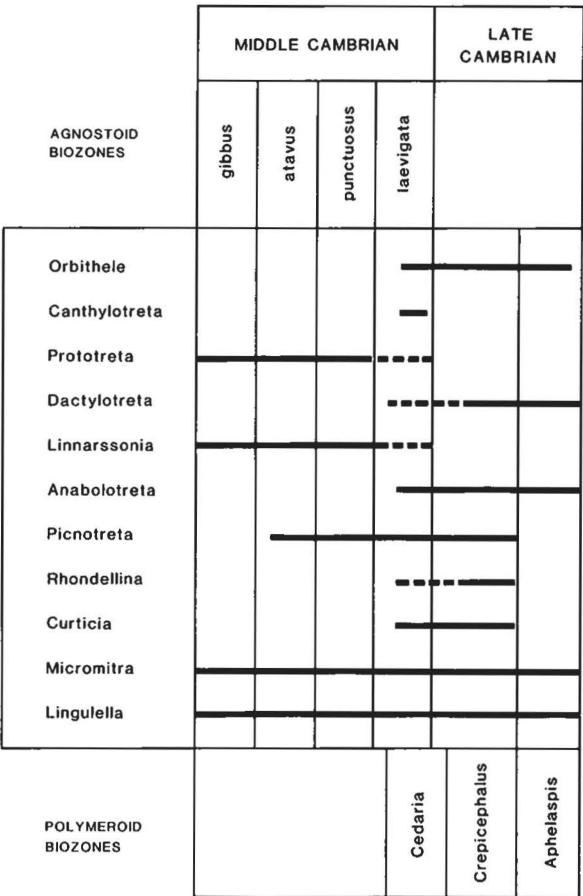 MIDDLE CAMBRIAN
LATE
CAMBRIAN
AGNOSTOID
BIOZONES
gibbus
atavus
punctuosus
laevigata
Orbithele
Canthylotreta
Prototreta
Dactylotreta
Linnarssonia
Anabolotreta
Picnotreta
Rhondellina
Curticia
Micromitra
Lingulella
POLYMEROID
BIOZONES
Cedaria
Crepicephalus
Aphelaspis